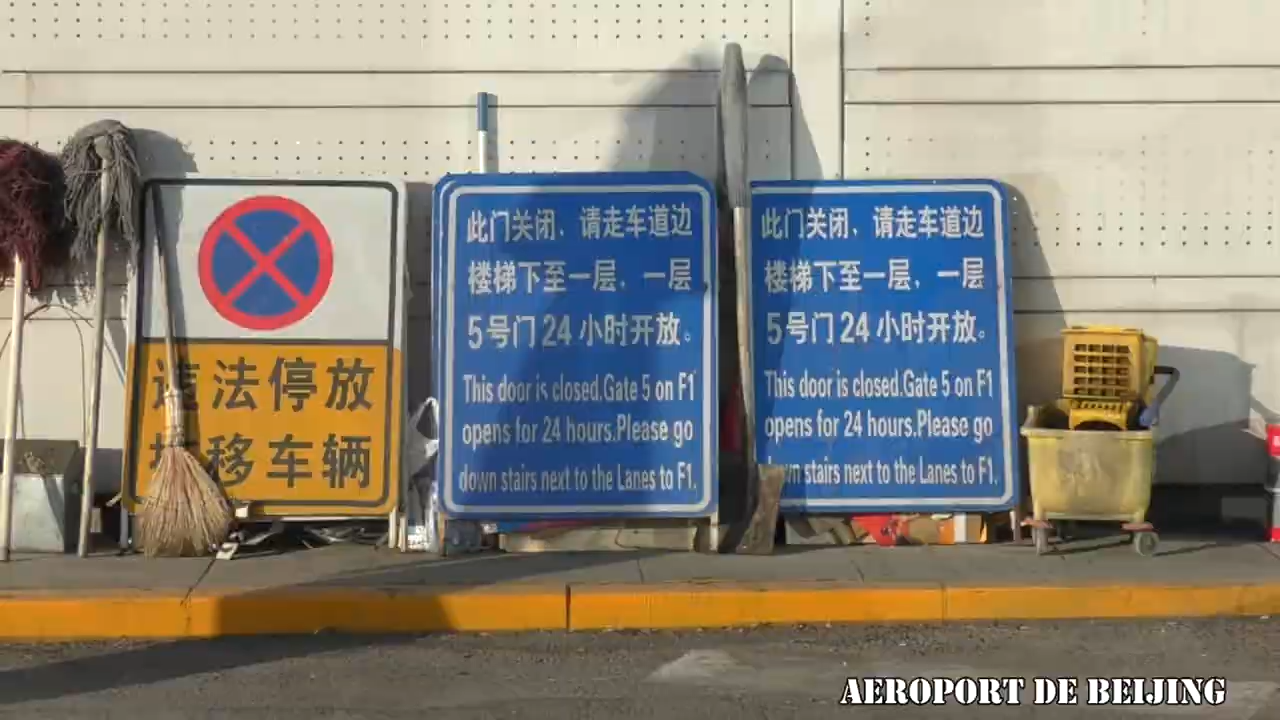 法停放
移车辆
此门关闭，请走车道边
楼梯下至一层，一层
5号门24小时开放。
This door is closed.Gate 5 on F1
opens for 24 hours.Please go
down stairs next to the Lanes to F1.
此门关闭，请走车道边
楼梯下至一层，一层
5号门24小时开放。
This door is closed.Gate 5 on F1
opens for 24 hours.Please go
stairs next to the Lanes to F1.
AEROPORT DE BEIJING